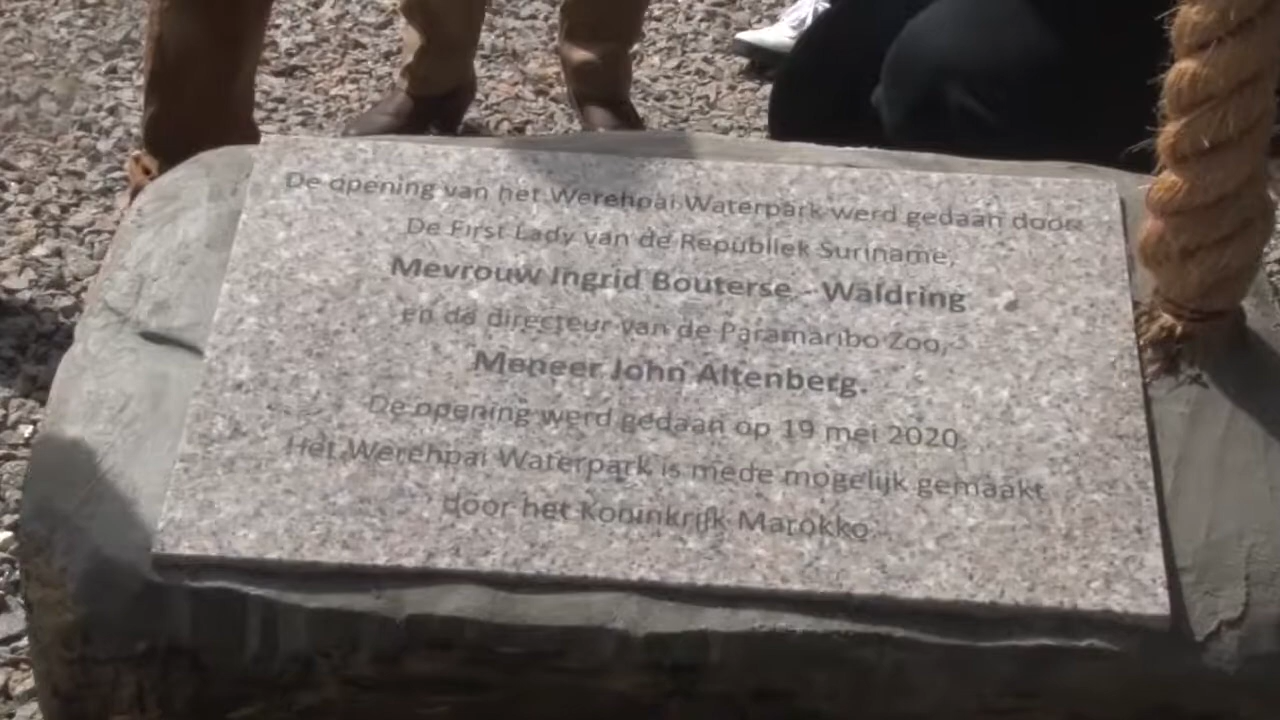 De opening van het Werehpai Waterpark werd gedaan door:
De First Lady van de Republiek Suriname,
Mevrouw Ingrid Bouterse - Waldring
en de directeur van de Paramaribo Zoo,
Meneer John Altenberg.
De opening werd gedaan op 19 mei 2020.
Het Werehpai Waterpark is mede mogelijk gemaakt
door het Koninkrijk Marokko.